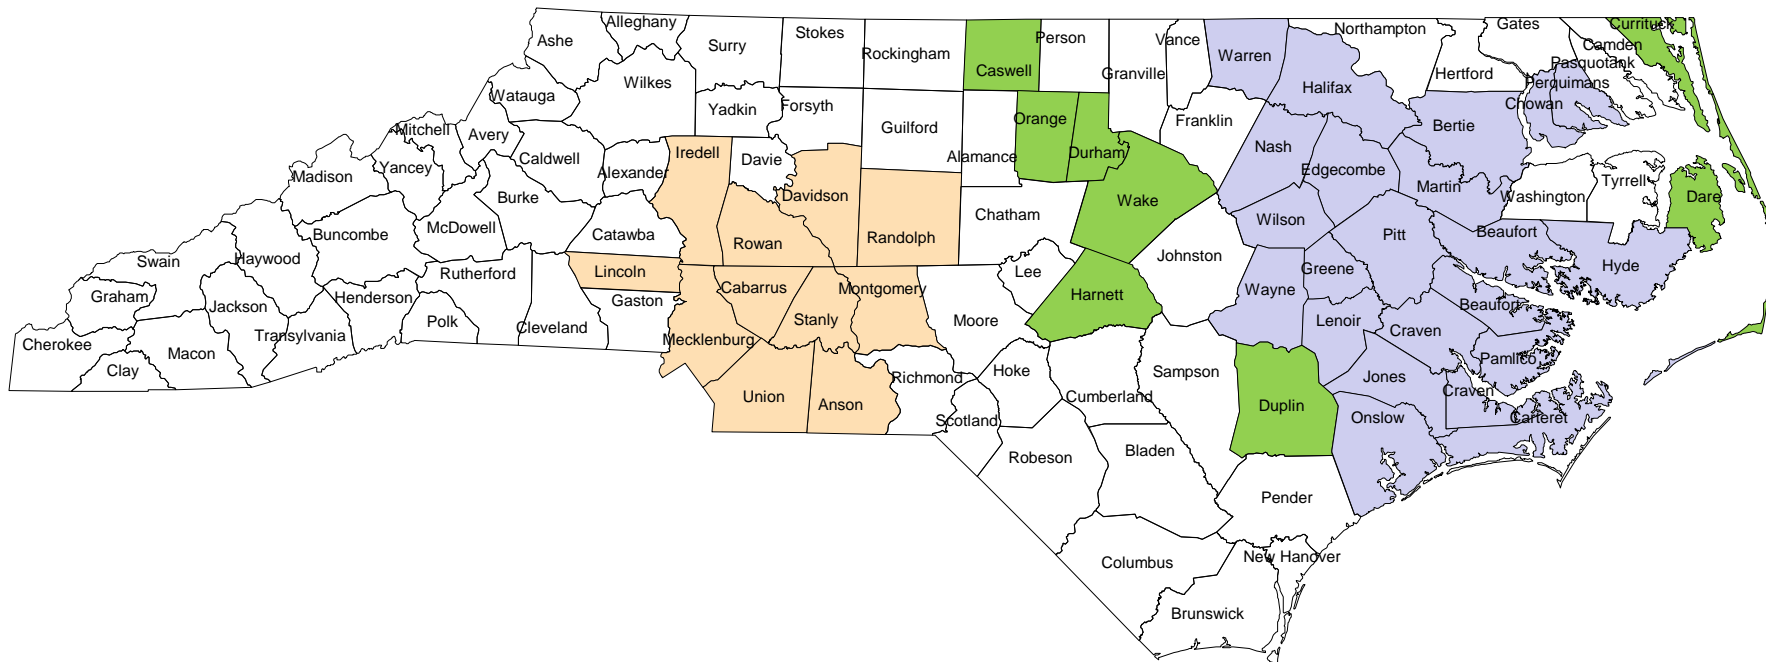 Alleghany
Ashe
Surry
Stokes
Rockingham
Caswell
Person
Granville
Vance
Warren
Northampton
Gates
Currituck
Camden
Pasquotank
Perquimans
Chowan
Hertford
Halifax
Wilkes
Watauga
Yadkin
Forsyth
Guilford
Alamance
Orange
Durham
Franklin
Nash
Edgecombe
Bertie
Martin
Washington
Tyrrell
Dare
Mitchell
Avery
Yancey
Madison
Caldwell
Alexander
Iredell
Davie
Davidson
Randolph
Chatham
Wake
Wilson
Pitt
Beaufort
Hyde
Burke
McDowell
Buncombe
Catawba
Rowan
Swain
Haywood
Rutherford
Lincoln
Gaston
Cabarrus
Montgomery
Lee
Johnston
Harnett
Wayne
Greene
Beaufort
Graham
Jackson
Henderson
Polk
Cleveland
Mecklenburg
Stanly
Moore
Lenoir
Craven
Pamlico
Cherokee
Clay
Macon
Transylvania
Union
Anson
Richmond
Hoke
Scotland
Cumberland
Sampson
Duplin
Jones
Craven
Onslow
Carteret
Robeson
Bladen
Pender
Columbus
New Hanover
Brunswick